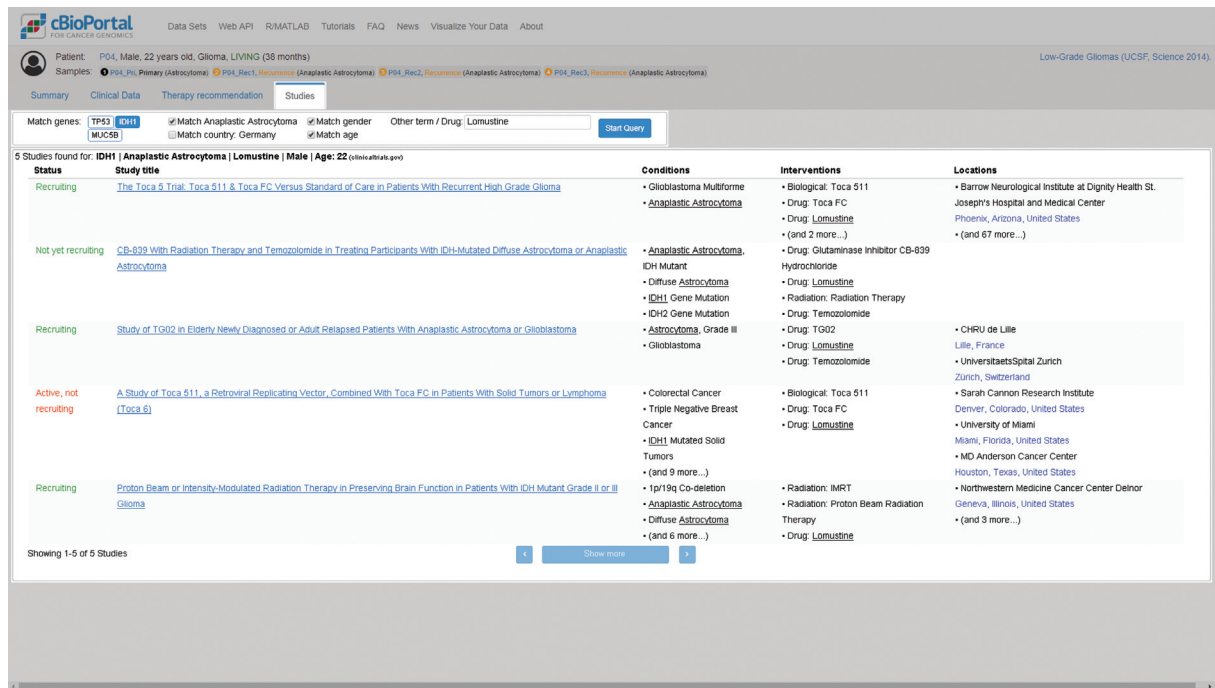 cBioPortal
FOR CANCER GENOMICS
Data Sets Web API R/MATLAB Tutorials FAQ News Visualize Your Data About
Patient: P04, Male, 22 years old, Glioma, LIVING (38 months)
Low-Grade Gliomas (UCSF, Science 2014).
Samples: 1 P04_Pri, Primary (Astrocytoma) 2 P04_Rec1, Recurrence (Anaplastic Astrocytoma) 3 P04_Rec2, Recurrence (Anaplastic Astrocytoma) 4 P04_Rec3, Recurrence (Anaplastic Astrocytoma)
Summary Clinical Data Therapy recommendation Studies
Match genes: TP53 IDH1 Match Anaplastic Astrocytoma Match gender Other term / Drug: Lomustine Start Query
MUC5B Match country: Germany Match age
5 Studies found for: IDH1 | Anaplastic Astrocytoma | Lomustine | Male | Age: 22 (clinicaltrials.gov)
Status Study title Conditions Interventions Locations
Recruiting The Toca 5 Trial: Toca 511 & Toca FC Versus Standard of Care in Patients With Recurrent High Grade Glioma • Glioblastoma Multiforme • Biological: Toca 511 • Barrow Neurological Institute at Dignity Health St.
• Anaplastic Astrocytoma • Drug: Toca FC Joseph's Hospital and Medical Center
• Drug: Lomustine Phoenix, Arizona, United States
• (and 2 more...) • (and 67 more...)
Not yet recruiting CB-839 With Radiation Therapy and Temozolomide in Treating Participants With IDH-Mutated Diffuse Astrocytoma or Anaplastic • Anaplastic Astrocytoma, • Drug: Glutaminase Inhibitor CB-839
Astrocytoma IDH Mutant Hydrochloride
• Diffuse Astrocytoma • Drug: Lomustine
• IDH1 Gene Mutation • Radiation: Radiation Therapy
• IDH2 Gene Mutation • Drug: Temozolomide
Recruiting Study of TG02 in Elderly Newly Diagnosed or Adult Relapsed Patients With Anaplastic Astrocytoma or Glioblastoma • Astrocytoma, Grade III • Drug: TG02 • CHRU de Lille
• Glioblastoma • Drug: Lomustine Lille, France
• Drug: Temozolomide • UniversitaetsSpital Zurich
Zürich, Switzerland
Active, not A Study of Toca 511, a Retroviral Replicating Vector, Combined With Toca FC in Patients With Solid Tumors or Lymphoma • Colorectal Cancer • Biological: Toca 511 • Sarah Cannon Research Institute
recruiting (Toca 6) • Triple Negative Breast • Drug: Toca FC Denver, Colorado, United States
Cancer • Drug: Lomustine • University of Miami
• IDH1 Mutated Solid Miami, Florida, United States
Tumors • MD Anderson Cancer Center
• (and 9 more...) Houston, Texas, United States
Recruiting Proton Beam or Intensity-Modulated Radiation Therapy in Preserving Brain Function in Patients With IDH Mutant Grade II or III • 1p/19q Co-deletion • Radiation: IMRT • Northwestern Medicine Cancer Center Delnor
Glioma • Anaplastic Astrocytoma • Radiation: Proton Beam Radiation Geneva, Illinois, United States
• Diffuse Astrocytoma Therapy • (and 3 more...)
• (and 6 more...) • Drug: Lomustine
Showing 1-5 of 5 Studies ‹ Show more ›